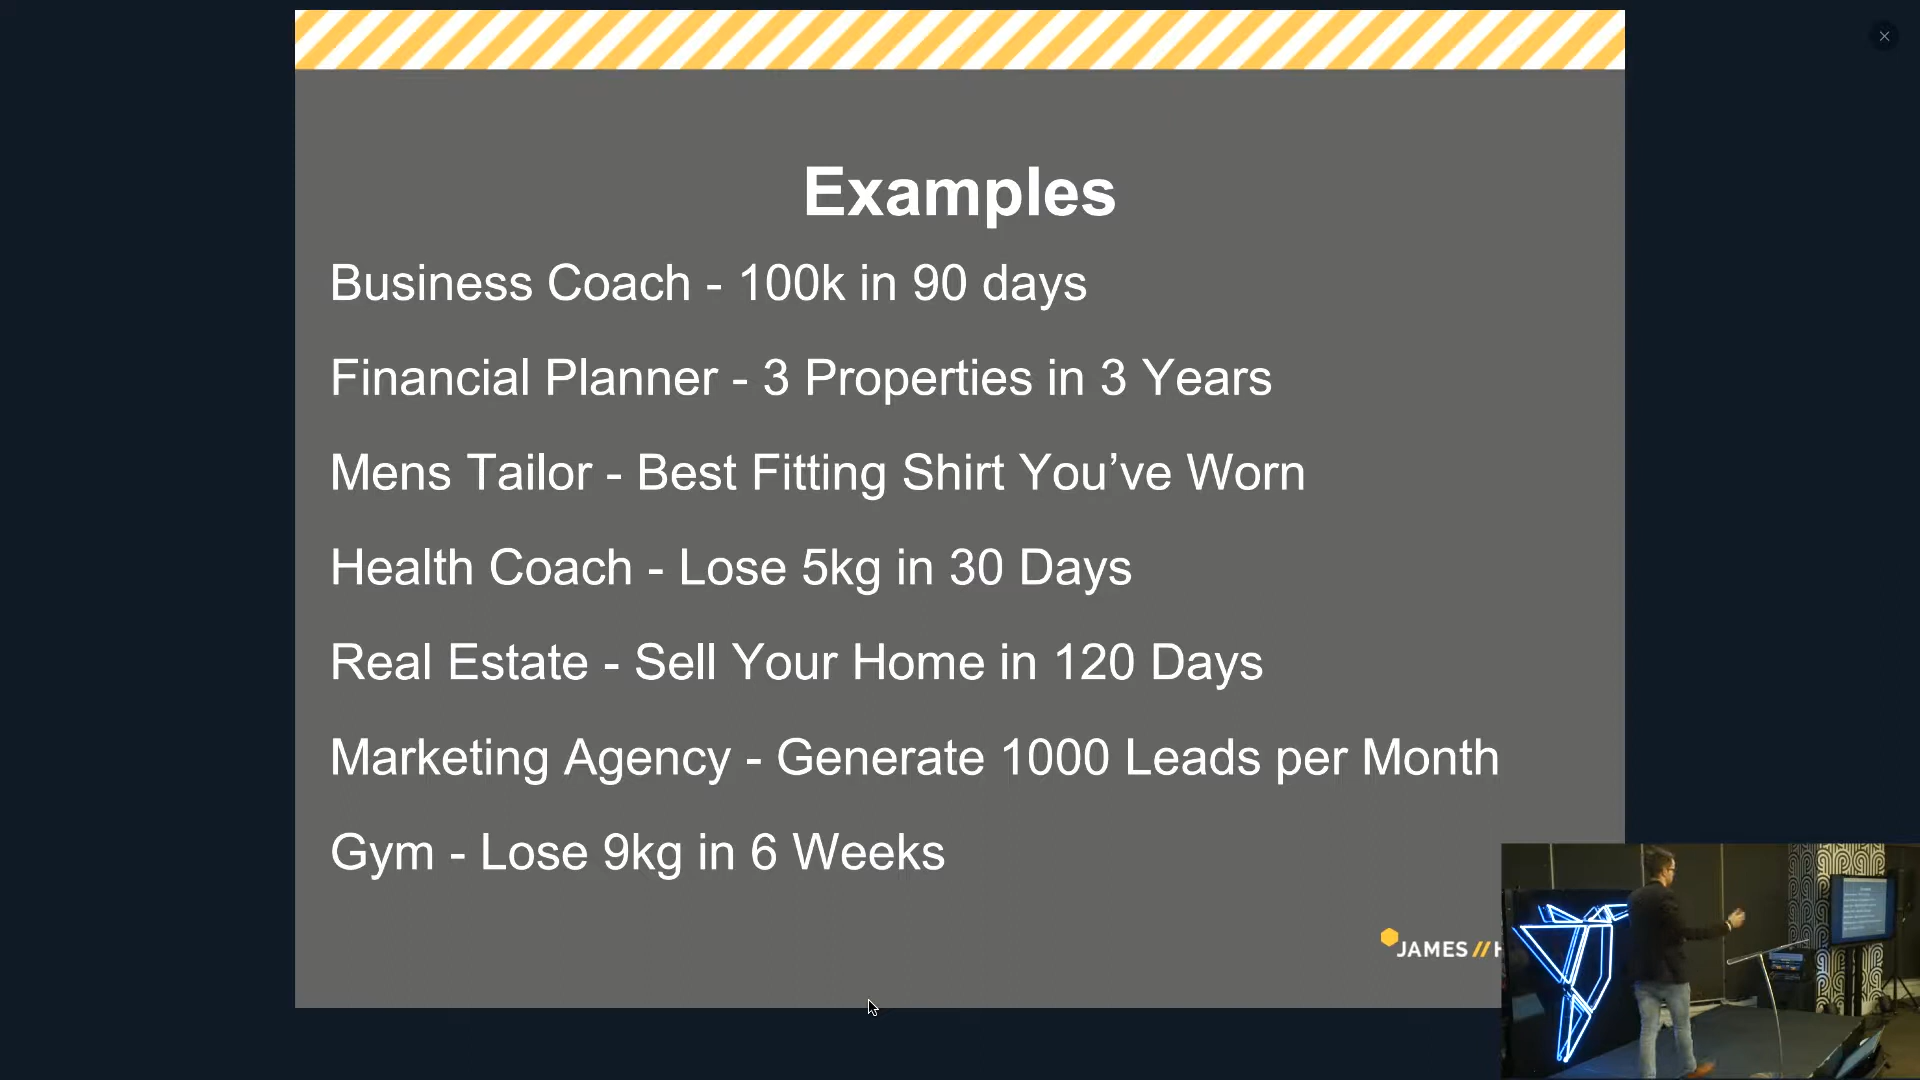 Examples
Business Coach - 100k in 90 days
Financial Planner - 3 Properties in 3 Years
Mens Tailor - Best Fitting Shirt You’ve Worn
Health Coach - Lose 5kg in 30 Days
Real Estate - Sell Your Home in 120 Days
Marketing Agency - Generate 1000 Leads per Month
Gym - Lose 9kg in 6 Weeks
JAMES //